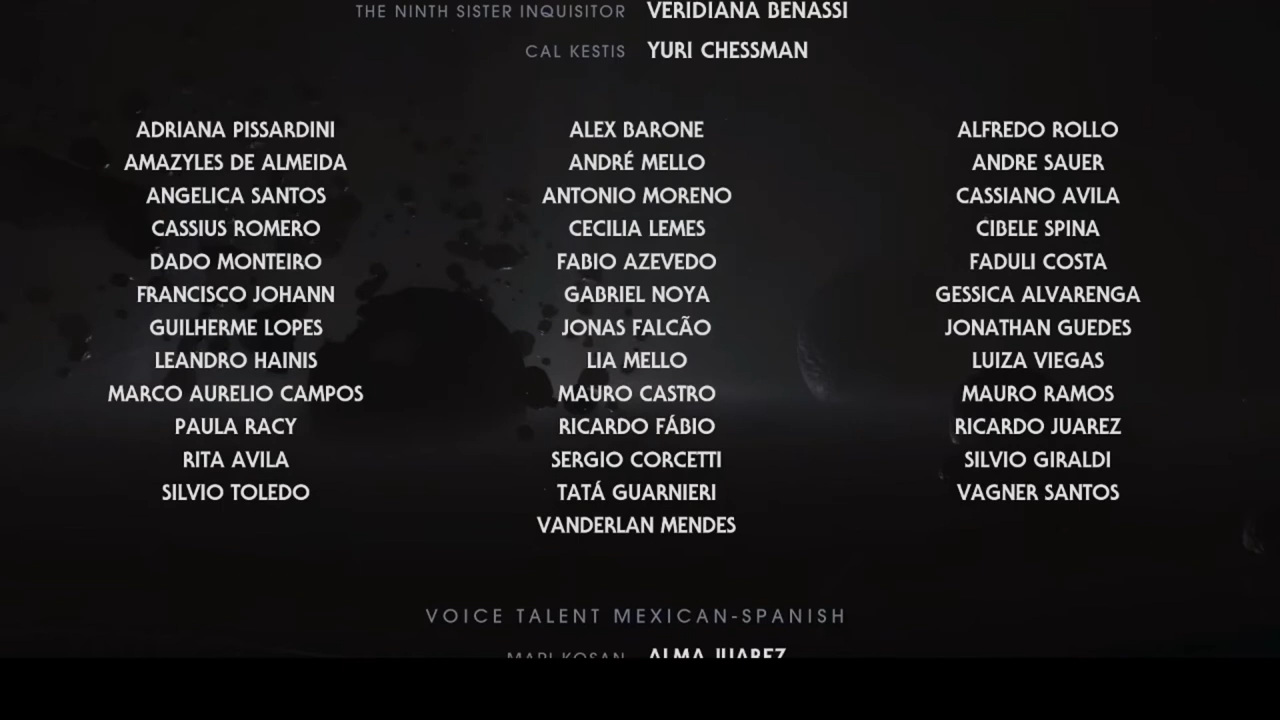 THE NINTH SISTER INQUISITOR VERIDIANA BENASSI
CAL KESTIS YURI CHESSMAN
ADRIANA PISSARDINI ALEX BARONE ALFREDO ROLLO
AMAZYLES DE ALMEIDA ANDRÉ MELLO ANDRE SAUER
ANGELICA SANTOS ANTONIO MORENO CASSIANO AVILA
CASSIUS ROMERO CECILIA LEMES CIBELE SPINA
DADO MONTEIRO FABIO AZEVEDO FADULI COSTA
FRANCISCO JOHANN GABRIEL NOYA GESSICA ALVARENGA
GUILHERME LOPES JONAS FALCÃO JONATHAN GUEDES
LEANDRO HAINIS LIA MELLO LUIZA VIEGAS
MARCO AURELIO CAMPOS MAURO CASTRO MAURO RAMOS
PAULA RACY RICARDO FÁBIO RICARDO JUAREZ
RITA AVILA SERGIO CORCETTI SILVIO GIRALDI
SILVIO TOLEDO TATÁ GUARNIERI VAGNER SANTOS
VANDERLAN MENDES
VOICE TALENT MEXICAN-SPANISH
MARI KOSAN ALMA JUAREZ